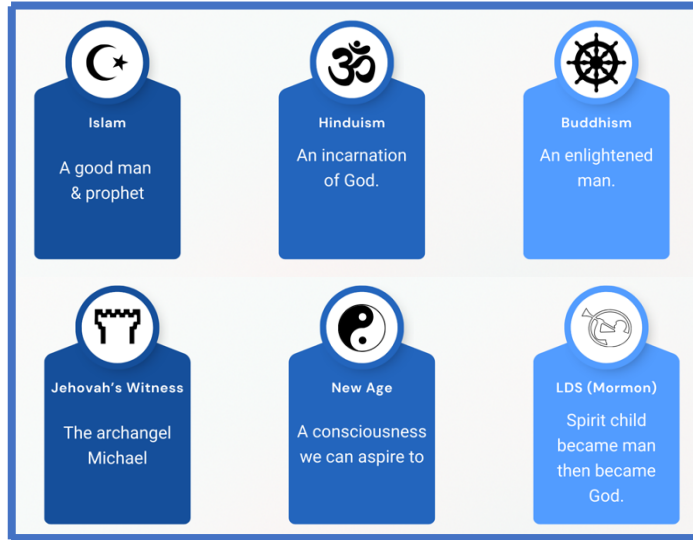 Islam
A good man
& prophet
Hinduism
An incarnation
of God.
Buddhism
An enlightened
man.
Jehovah's Witness
The archangel
Michael
New Age
A consciousness
we can aspire to
LDS (Mormon)
Spirit child
became man
then became
God.